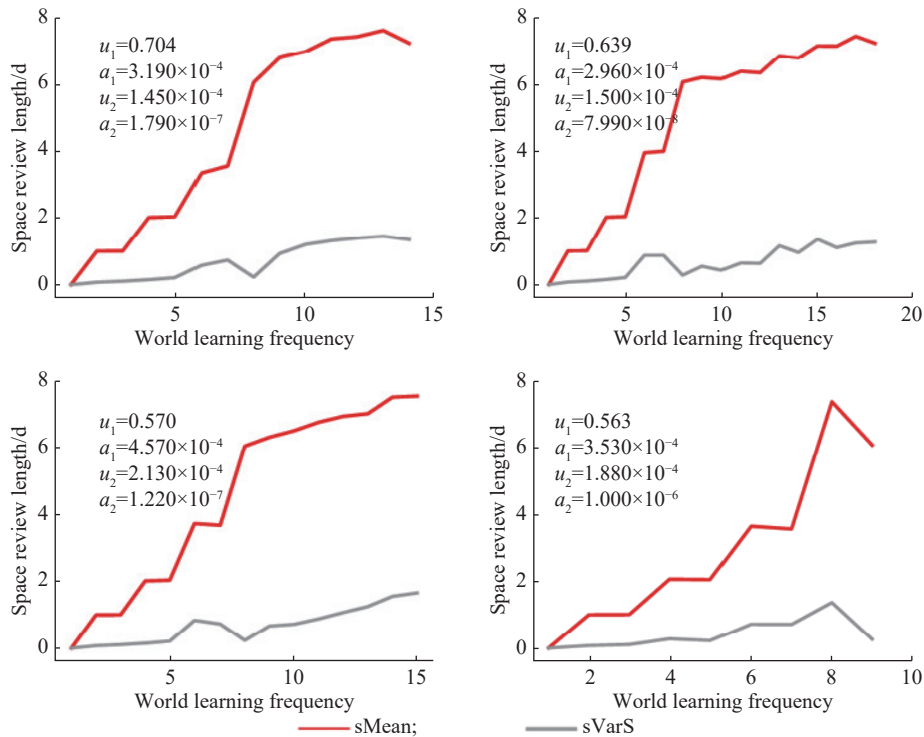 8
6
4
2
0
Space review length/d
u₁=0.704
a₁=3.190×10⁻⁴
u₂=1.450×10⁻⁴
a₂=1.790×10⁻⁷
5
10
15
World learning frequency
8
6
4
2
0
Space review length/d
u₁=0.639
a₁=2.960×10⁻⁴
u₂=1.500×10⁻⁴
a₂=7.990×10⁻⁸
5
10
15
20
World learning frequency
8
6
4
2
0
Space review length/d
u₁=0.570
a₁=4.570×10⁻⁴
u₂=2.130×10⁻⁴
a₂=1.220×10⁻⁷
5
10
15
World learning frequency
8
6
4
2
0
Space review length/d
u₁=0.563
a₁=3.530×10⁻⁴
u₂=1.880×10⁻⁴
a₂=1.000×10⁻⁶
2
4
6
8
10
World learning frequency
sMean; sVarS